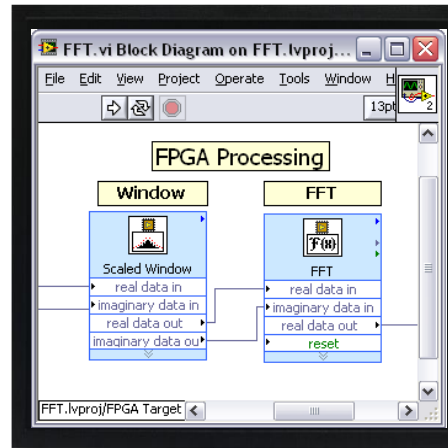 FFT.vi Block Diagram on FFT.lvproj...
File Edit View Project Operate Tools Window H
13pt
2
FPGA Processing
Window
FFT
Scaled Window
real data in
imaginary data in
real data out
imaginary data ou
F(x)
FFT
real data in
imaginary data in
real data out
reset
FFT.lvproj/FPGA Target